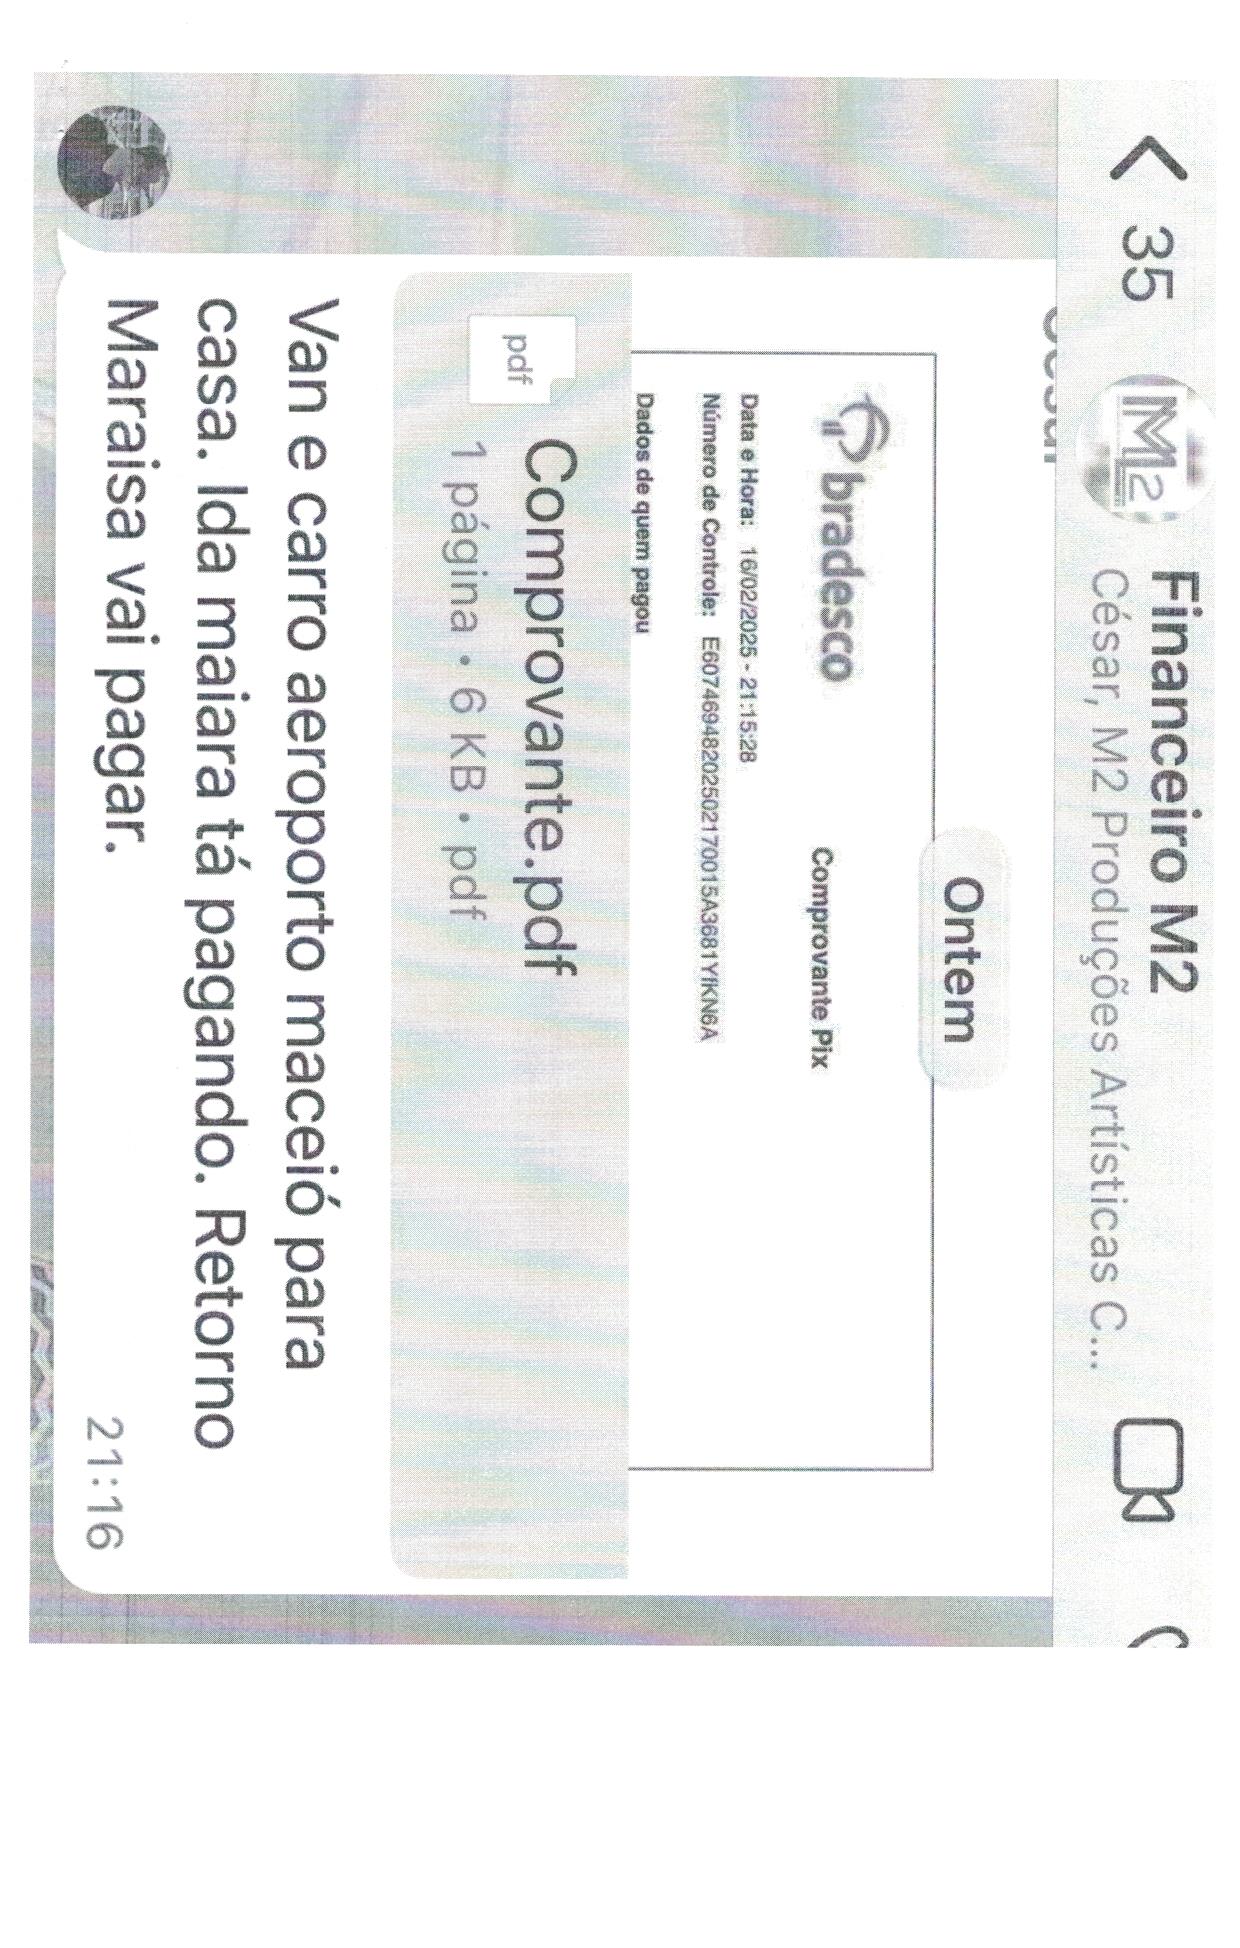 35
M2
Financeiro M2
César, M2 Produções Artísticas C...
Ontem
bradesco
Comprovante Pix
Data e Hora: 16/02/2025 - 21:15:28
Número de Controle: E60746948202502170015A3681YfKN6A
Dados de quem pagou
pdf
Comprovante.pdf
1 página • 6 KB • pdf
Van e carro aeroporto maceió para
casa. Ida maiara tá pagando. Retorno
Maraisa vai pagar.
21:16